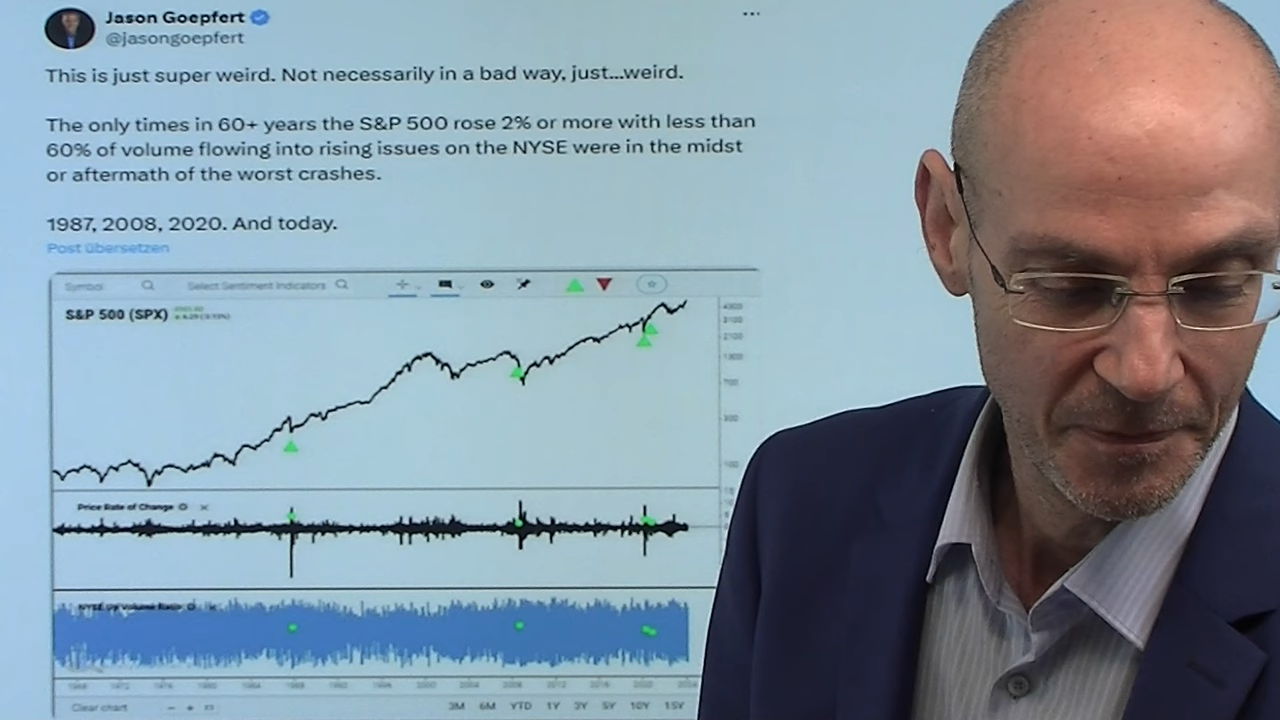 Jason Goepfert
@jasongoepfert
This is just super weird. Not necessarily in a bad way, just...weird.
The only times in 60+ years the S&P 500 rose 2% or more with less than
60% of volume flowing into rising issues on the NYSE were in the midst
or aftermath of the worst crashes.
1987, 2008, 2020. And today.
Post übersetzen
Symbol Select Sentiment Indicators
S&P 500 (SPX)
Price Rate of Change
NYSE Up Volume Ratio
Clear chart 3M 6M YTD 1Y 3Y 5Y 10Y 15Y